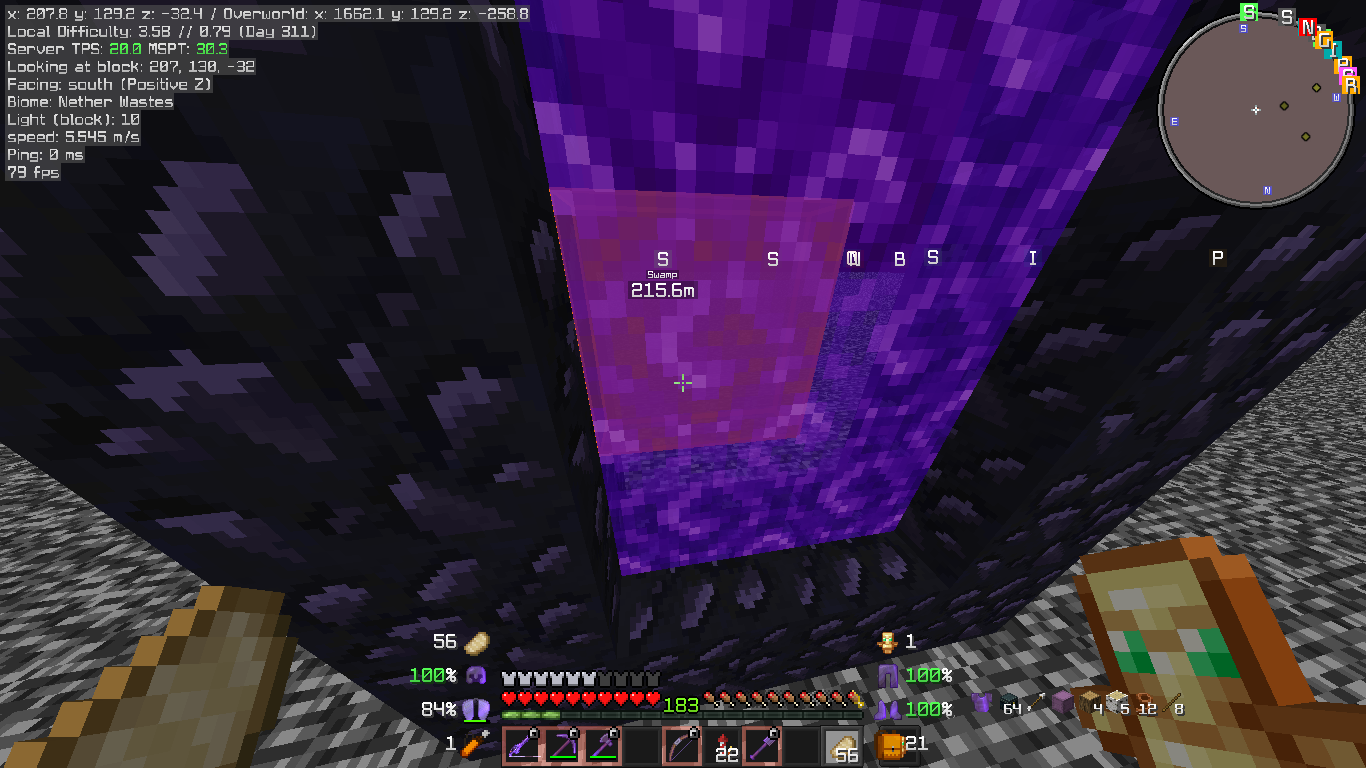 x: 207.8 y: 129.2 z: -32.4 / Overworld: x: 1662.1 y: 129.2 z: -258.8
Local Difficulty: 3.58 // 0.79 (Day 311)
Server TPS: 20.0 MSPT: 30.3
Looking at block: 207, 130, -32
Facing: south (Positive Z)
Biome: Nether Wastes
Light (block): 10
speed: 5.545 m/s
Ping: 0 ms
79 fps
S S N
S
W
E
N
S S B S I P
Swamp
215.6m
56 1
100% 100%
84% 183 100% 64 4 5 12 8
1 22 56 21